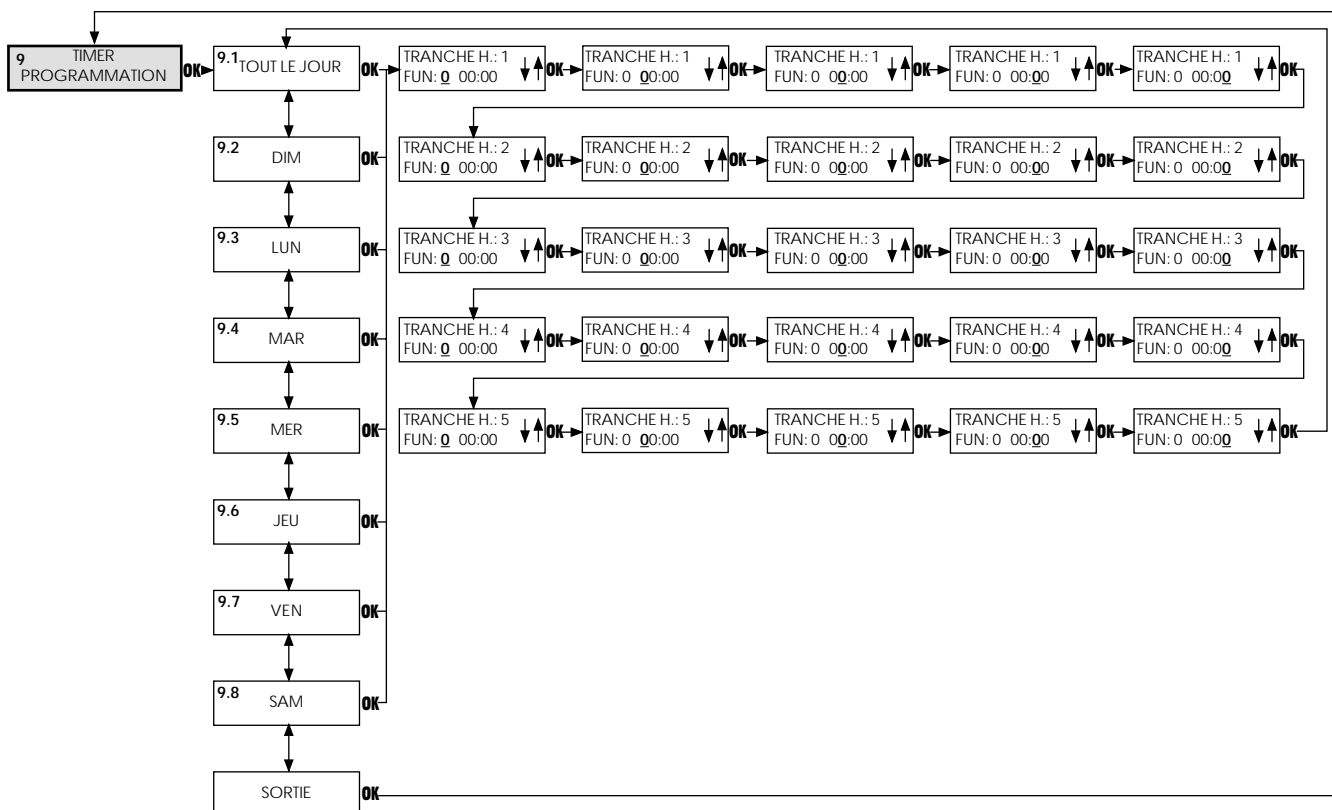 9 TIMER
PROGRAMMATION OK
9.1 TOUT LE JOUR OK
TRANCHE H.: 1
FUN: 0 00:00 OK
TRANCHE H.: 1
FUN: 0 00:00 OK
TRANCHE H.: 1
FUN: 0 00:00 OK
TRANCHE H.: 1
FUN: 0 00:00 OK
TRANCHE H.: 1
FUN: 0 00:00 OK
9.2 DIM OK
TRANCHE H.: 2
FUN: 0 00:00 OK
TRANCHE H.: 2
FUN: 0 00:00 OK
TRANCHE H.: 2
FUN: 0 00:00 OK
TRANCHE H.: 2
FUN: 0 00:00 OK
TRANCHE H.: 2
FUN: 0 00:00 OK
9.3 LUN OK
TRANCHE H.: 3
FUN: 0 00:00 OK
TRANCHE H.: 3
FUN: 0 00:00 OK
TRANCHE H.: 3
FUN: 0 00:00 OK
TRANCHE H.: 3
FUN: 0 00:00 OK
TRANCHE H.: 3
FUN: 0 00:00 OK
9.4 MAR OK
TRANCHE H.: 4
FUN: 0 00:00 OK
TRANCHE H.: 4
FUN: 0 00:00 OK
TRANCHE H.: 4
FUN: 0 00:00 OK
TRANCHE H.: 4
FUN: 0 00:00 OK
TRANCHE H.: 4
FUN: 0 00:00 OK
9.5 MER OK
TRANCHE H.: 5
FUN: 0 00:00 OK
TRANCHE H.: 5
FUN: 0 00:00 OK
TRANCHE H.: 5
FUN: 0 00:00 OK
TRANCHE H.: 5
FUN: 0 00:00 OK
TRANCHE H.: 5
FUN: 0 00:00 OK
9.6 JEU OK
9.7 VEN OK
9.8 SAM OK
SORTIE OK